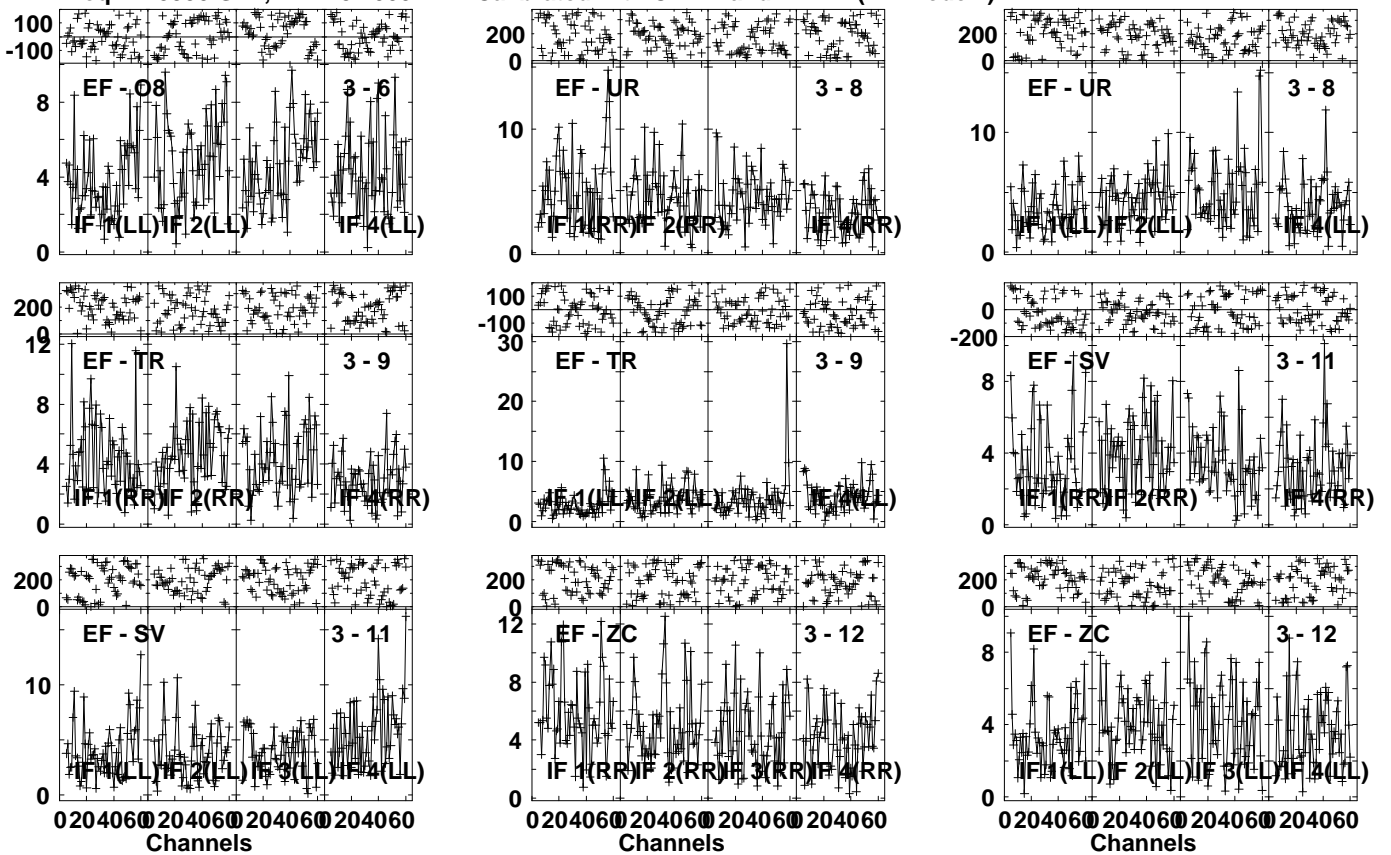 100
-100
EF - O8 3 - 6
8
4
0
IF 1(LL) IF 2(LL) IF 4(LL)
200
0
EF - UR 3 - 8
10
0
IF 1(RR) IF 2(RR) IF 4(RR)
200
0
EF - UR 3 - 8
10
0
IF 1(LL) IF 2(LL) IF 4(LL)
200
0
12
EF - TR 3 - 9
8
4
0
IF 1(RR) IF 2(RR) IF 4(RR)
100
-100
30
EF - TR 3 - 9
20
10
0
IF 1(LL) IF 2(LL) IF 4(LL)
0
-200
EF - SV 3 - 11
8
4
0
IF 1(RR) IF 2(RR) IF 4(RR)
200
0
EF - SV 3 - 11
10
0
IF 1(LL) IF 2(LL) IF 3(LL) IF 4(LL)
0 20 40 60 0 20 40 60 0 20 40 60 0 20 40 60
Channels
200
0
12
EF - ZC 3 - 12
8
4
0
IF 1(RR) IF 2(RR) IF 3(RR) IF 4(RR)
0 20 40 60 0 20 40 60 0 20 40 60 0 20 40 60
Channels
200
0
EF - ZC 3 - 12
8
4
0
IF 1(LL) IF 2(LL) IF 3(LL) IF 4(LL)
0 20 40 60 0 20 40 60 0 20 40 60 0 20 40 60
Channels